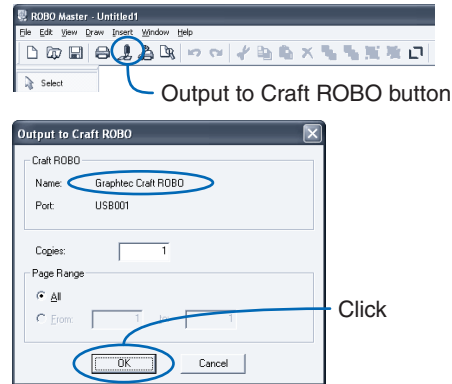 ROBO Master - Untitled1
File Edit View Draw Insert Window Help
Select
Output to Craft ROBO button
Output to Craft ROBO
Craft ROBO
Name: Graphtec Craft ROBO
Port: USB001
Copies: 1
Page Range
All
From: 1 to: 1
Click
OK Cancel